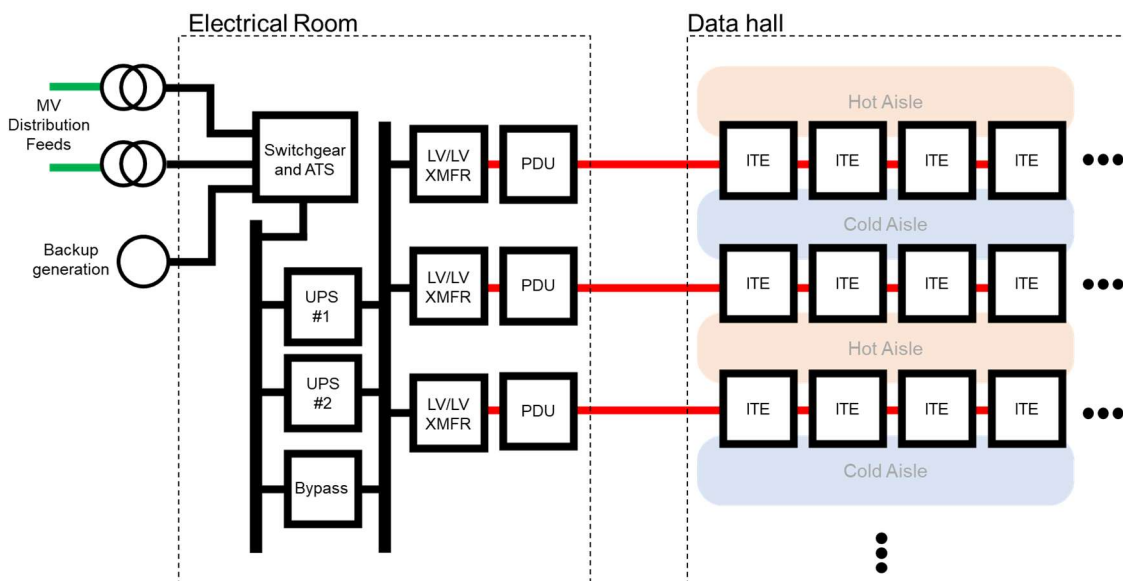 Electrical Room
Data hall
MV
Distribution
Feeds
Backup
generation
Switchgear
and ATS
UPS
#1
UPS
#2
Bypass
LV/LV
XMFR
PDU
LV/LV
XMFR
PDU
LV/LV
XMFR
PDU
Hot Aisle
ITE
ITE
ITE
ITE
Cold Aisle
ITE
ITE
ITE
ITE
Hot Aisle
ITE
ITE
ITE
ITE
Cold Aisle